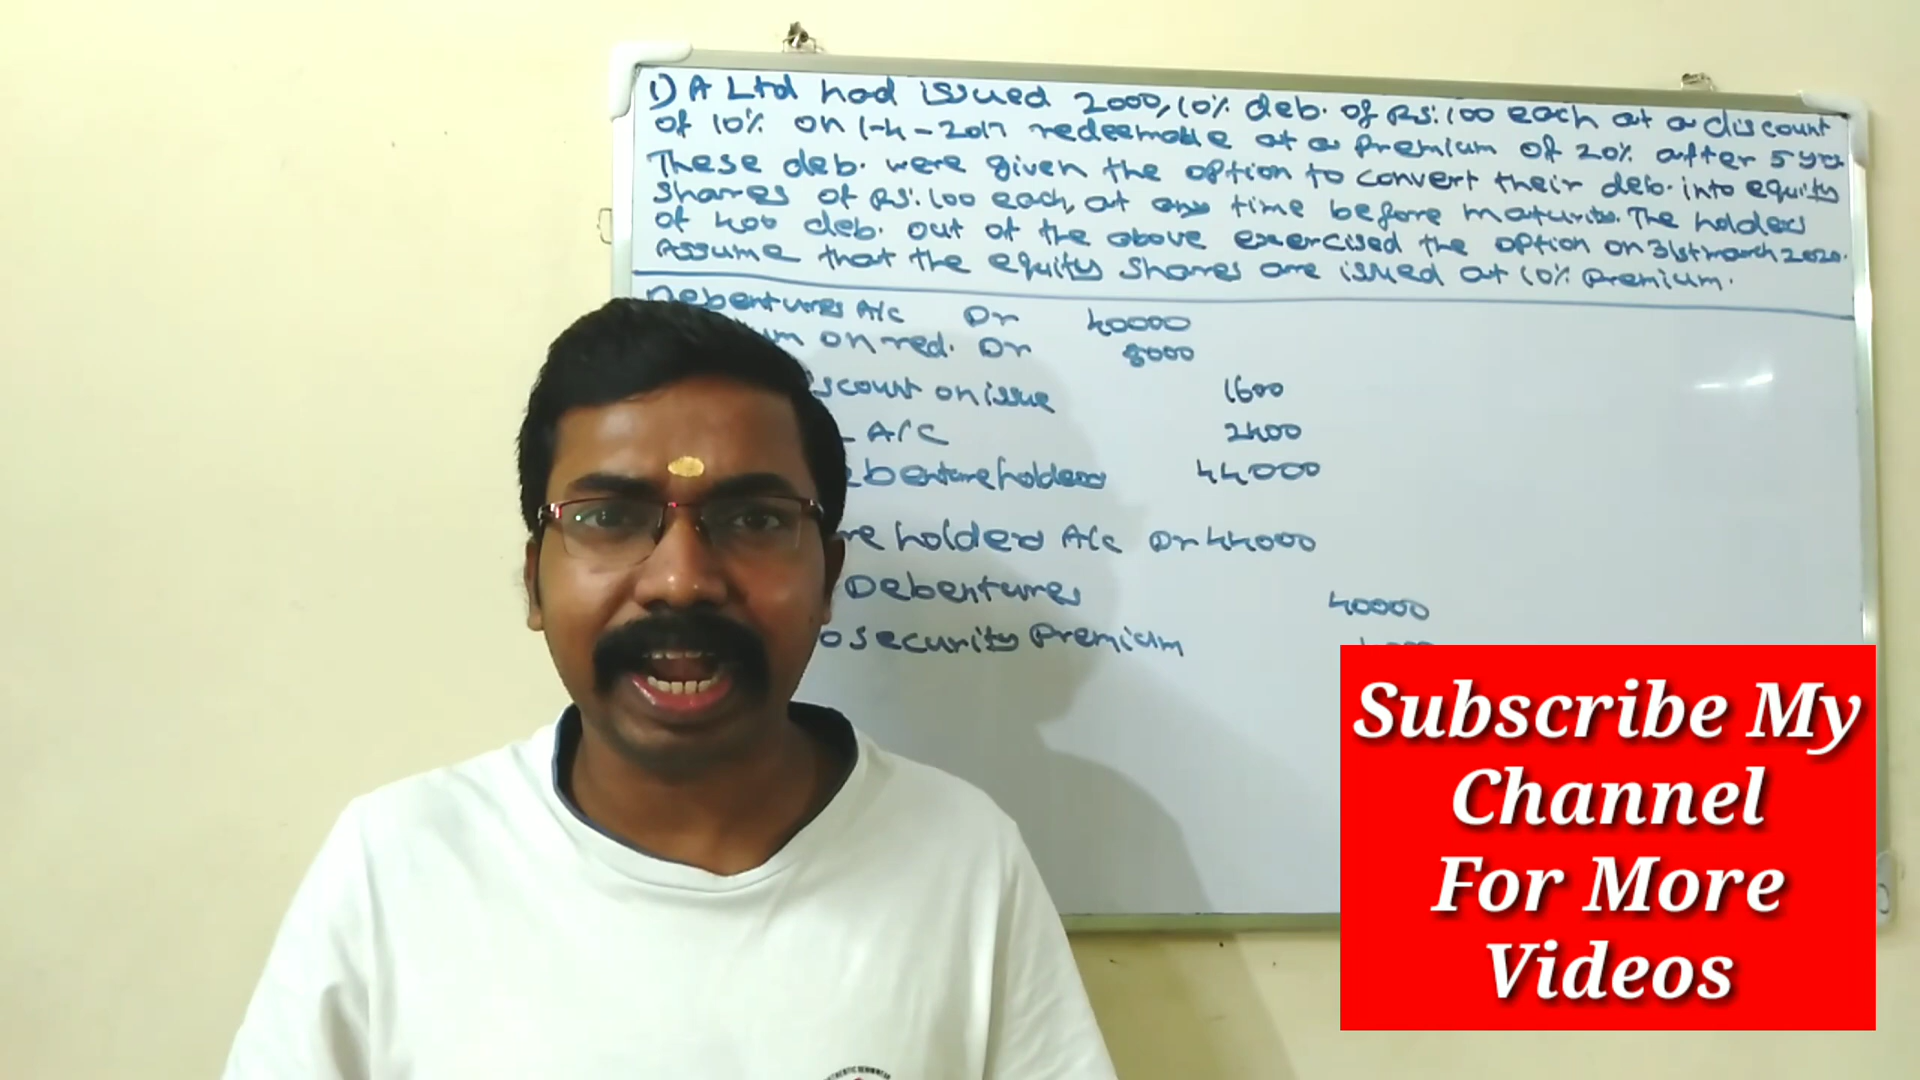 1) A Ltd had issued 2000, 10% deb. of Rs: 100 each at a discount
of 10% on 1-4-2017 redeemable at a premium of 20% after 5 yrs
These deb. were given the option to convert their deb. into equity
shares of Rs: 100 each, at any time before maturity. The holders
of 400 deb. out of the above exercised the option on 31st march 2020.
Assume that the equity shares are issued at 10% premium.
Debentures A/c Dr 40000
on red. Dr 8000
on issue 1600
A/C 2400
44000
holders A/c Dr 44000
Debentures 40000
security Premium
Subscribe My
Channel
For More
Videos